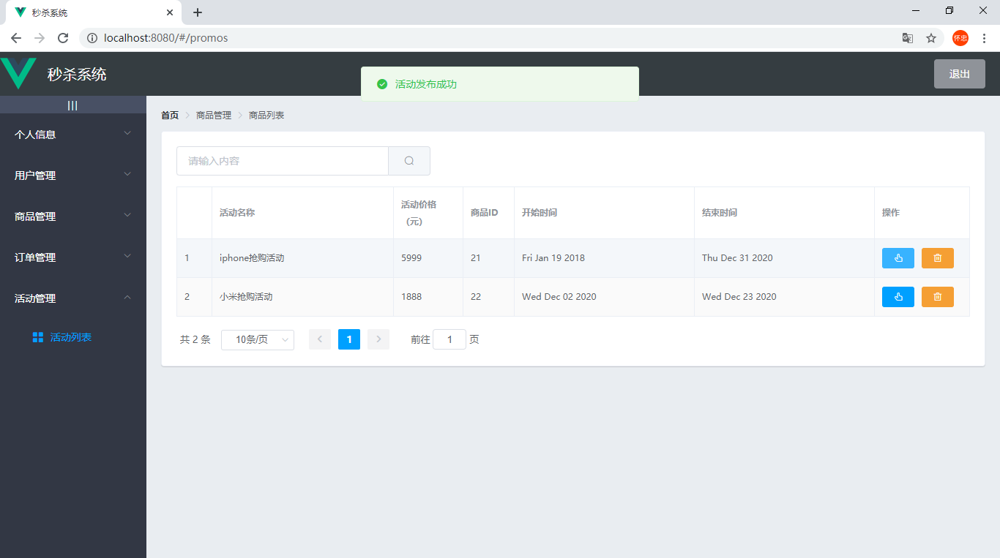 秒杀系统
localhost:8080/#/promos
怀忠
秒杀系统
活动发布成功
退出
|||
首页 商品管理 商品列表
个人信息
用户管理
商品管理
订单管理
活动管理
活动列表
请输入内容
活动名称 活动价格(元) 商品ID 开始时间 结束时间 操作
1 iphone抢购活动 5999 21 Fri Jan 19 2018 Thu Dec 31 2020
2 小米抢购活动 1888 22 Wed Dec 02 2020 Wed Dec 23 2020
共 2 条 10条/页 1 前往 1 页